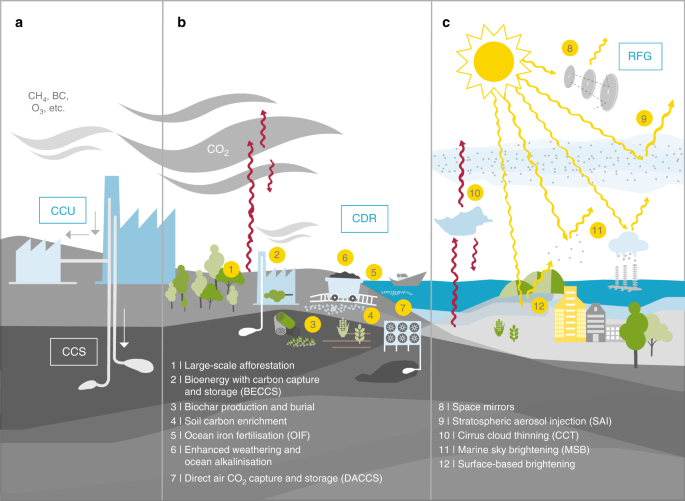 a
CH₄, BC,
O₃, etc.
CCU
CCS
b
CO₂
CDR
1
2
3
4
5
6
7
1 | Large-scale afforestation
2 | Bioenergy with carbon capture
and storage (BECCS)
3 | Biochar production and burial
4 | Soil carbon enrichment
5 | Ocean iron fertilisation (OIF)
6 | Enhanced weathering and
ocean alkalinisation
7 | Direct air CO₂ capture and storage (DACCS)
c
RFG
8
9
10
11
12
8 | Space mirrors
9 | Stratospheric aerosol injection (SAI)
10 | Cirrus cloud thinning (CCT)
11 | Marine sky brightening (MSB)
12 | Surface-based brightening